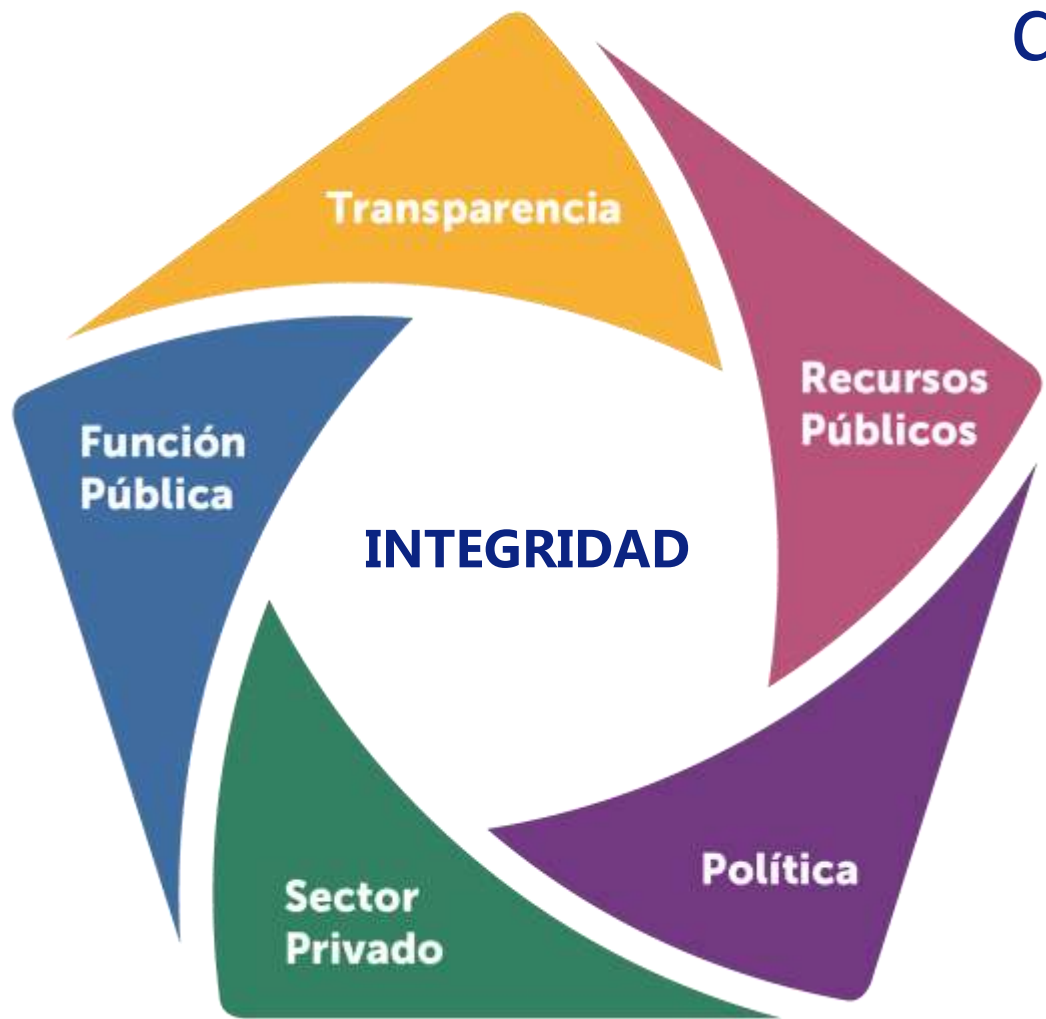 Transparencia
Recursos
Públicos
Función
Pública
INTEGRIDAD
Política
Sector
Privado